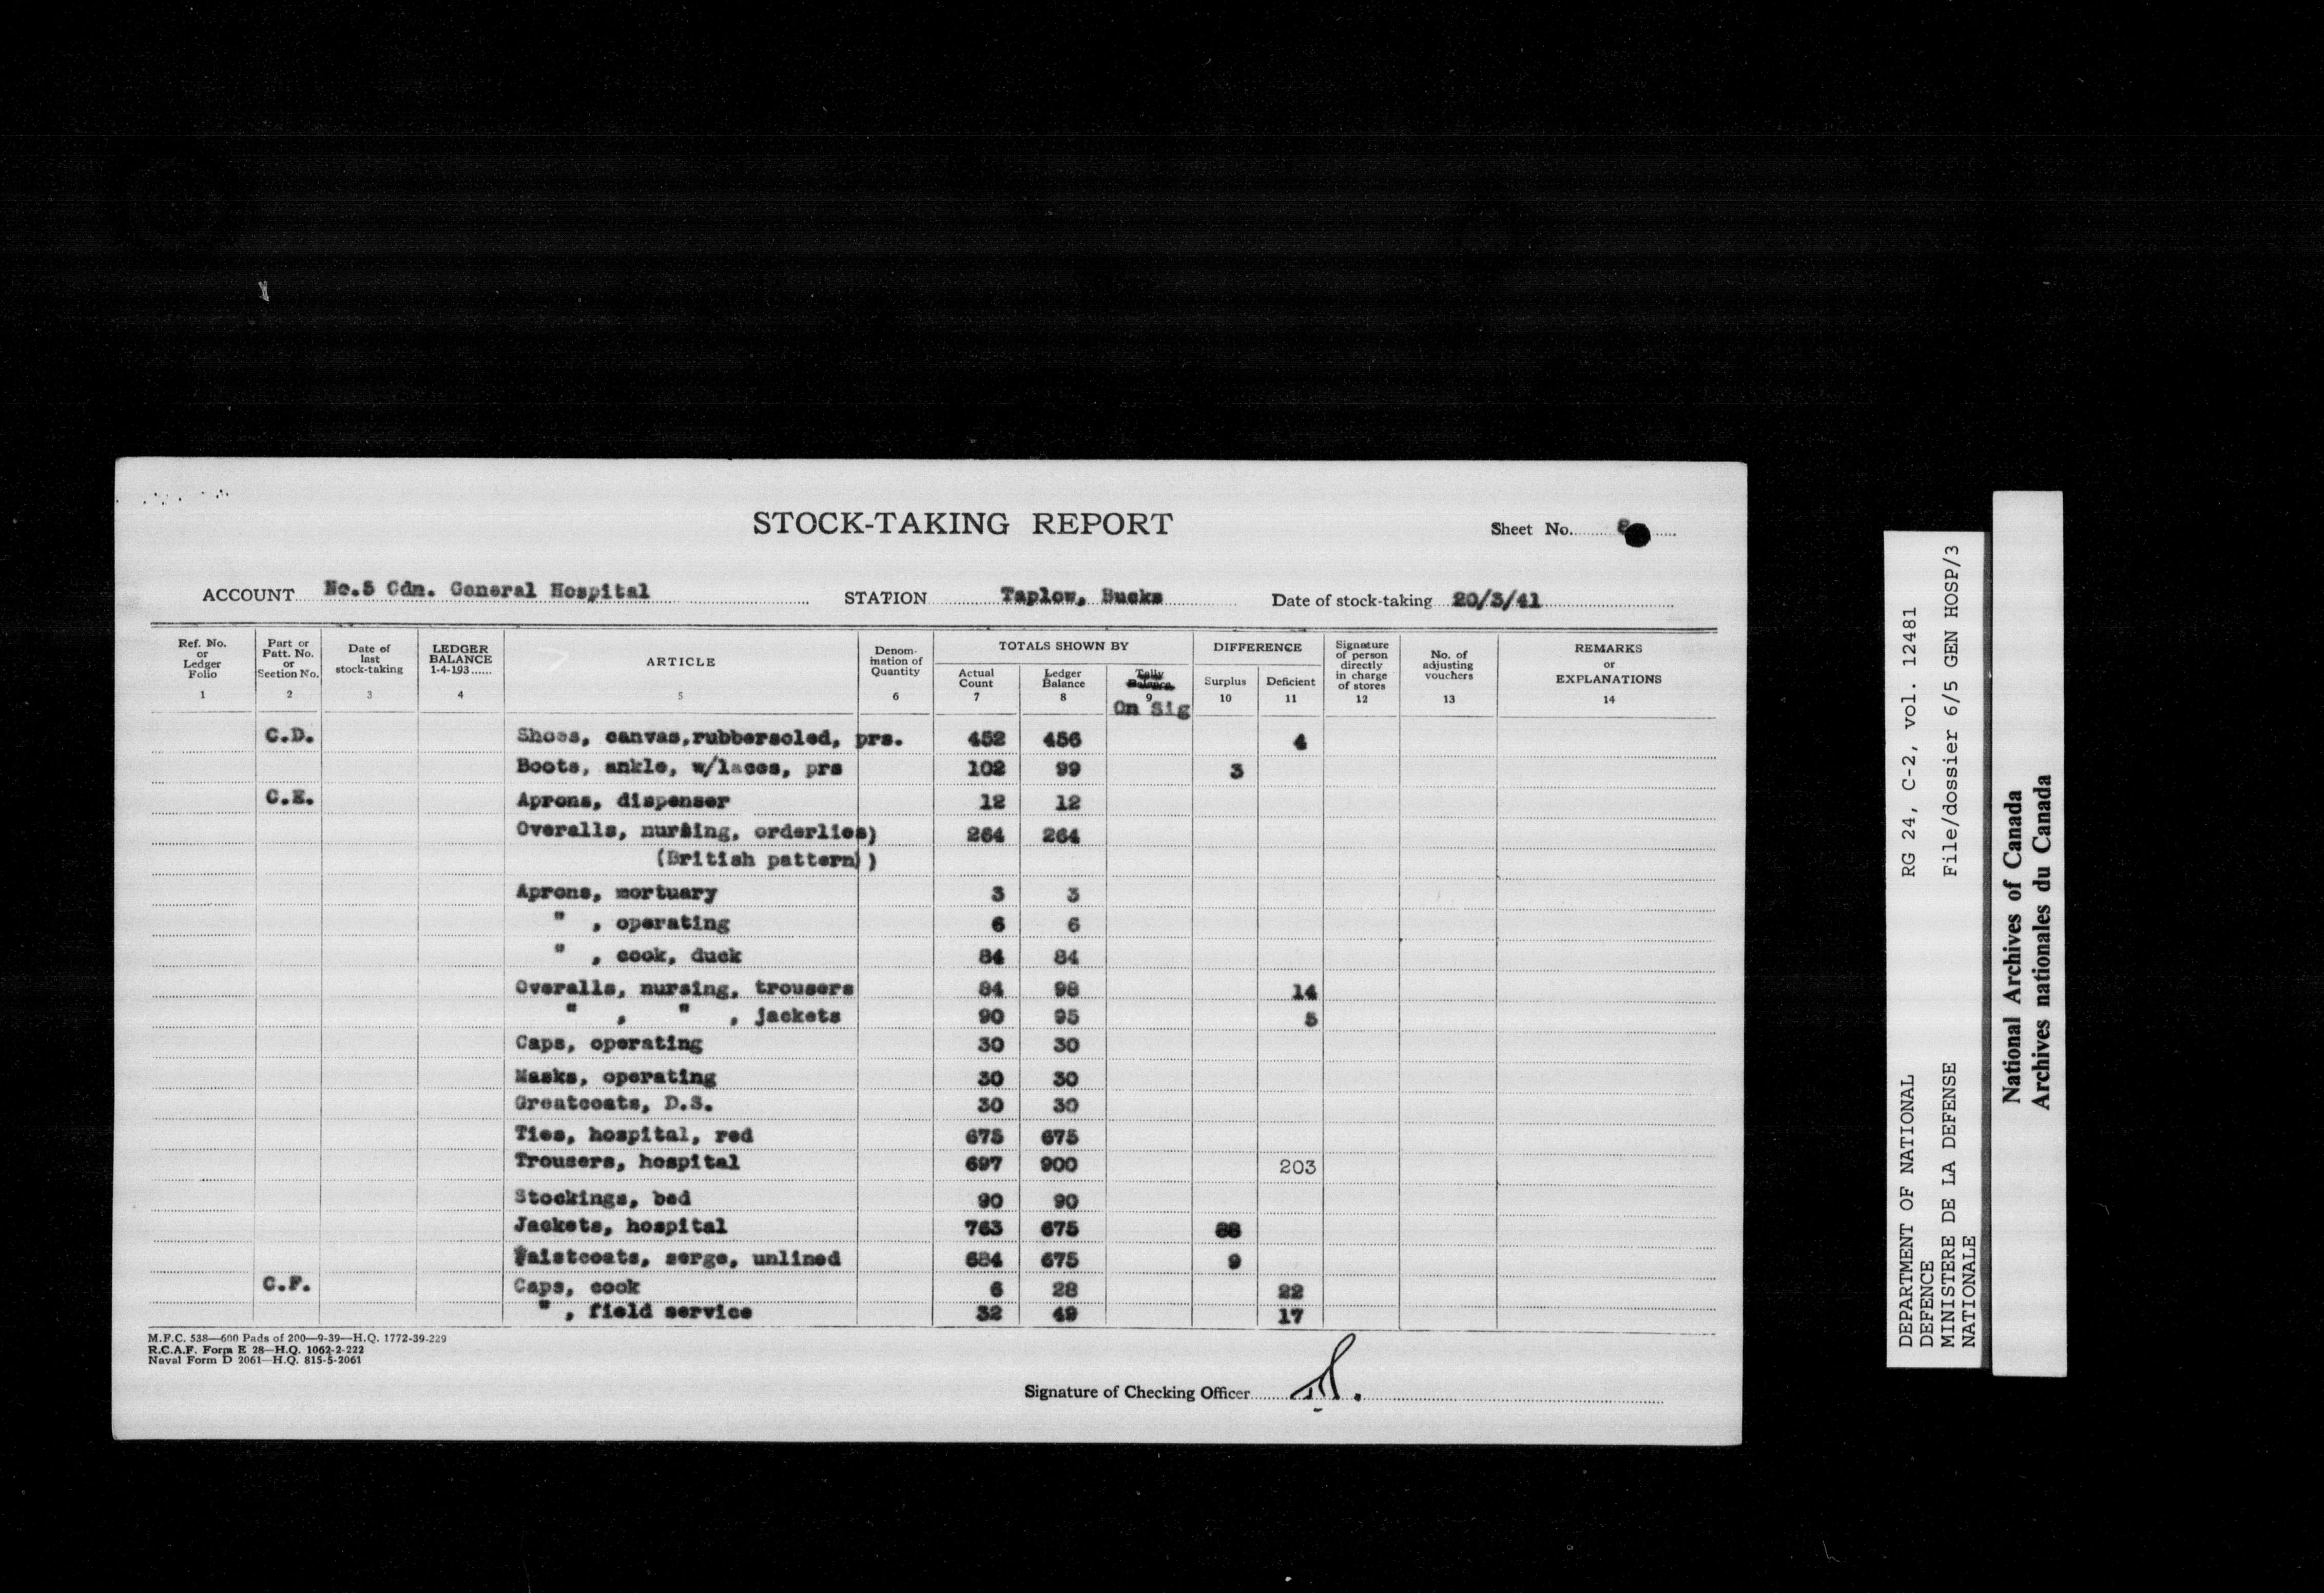 STOCK-TAKING REPORT
Sheet No. 8
ACCOUNT No.5 Cdn. General Hospital STATION Taplow, Bucks Date of stock-taking 20/3/41
Ref. No. or Ledger Folio 1
Part or Patt. No. or Section No. 2
Date of last stock-taking 3
LEDGER BALANCE 1-4-193...... 4
ARTICLE 5
Denomination of Quantity 6
TOTALS SHOWN BY
Actual Count 7
Ledger Balance 8
Tally Balance 9 On Sig
DIFFERENCE
Surplus 10
Deficient 11
Signature of person directly in charge of stores 12
No. of adjusting vouchers 13
REMARKS or EXPLANATIONS 14
C.D. Shoes, canvas,rubbersoled, prs. 452 456 4
Boots, ankle, w/laces, prs 102 99 3
C.E. Aprons, dispenser 12 12
Overalls, nursing, orderlies) 264 264
(British pattern) )
Aprons, mortuary 3 3
" , operating 6 6
" , cook, duck 84 84
Overalls, nursing, trousers 84 98 14
" , " , jackets 90 95 5
Caps, operating 30 30
Masks, operating 30 30
Greatcoats, D.S. 30 30
Ties, hospital, red 675 675
Trousers, hospital 697 900 203
Stockings, bed 90 90
Jackets, hospital 763 675 88
Waistcoats, serge, unlined 684 675 9
C.F. Caps, cook 6 28 22
" , field service 32 49 17
M.F.C. 538—600 Pads of 200—9-39—H.Q. 1772-39-229
R.C.A.F. Form E 28—H.Q. 1062-2-222
Naval Form D 2061—H.Q. 815-5-2061
Signature of Checking Officer
DEPARTMENT OF NATIONAL RG 24, C-2, vol. 12481
DEFENCE
MINISTERE DE LA DEFENSE File/dossier 6/5 GEN HOSP/3
NATIONALE
National Archives of Canada
Archives nationales du Canada